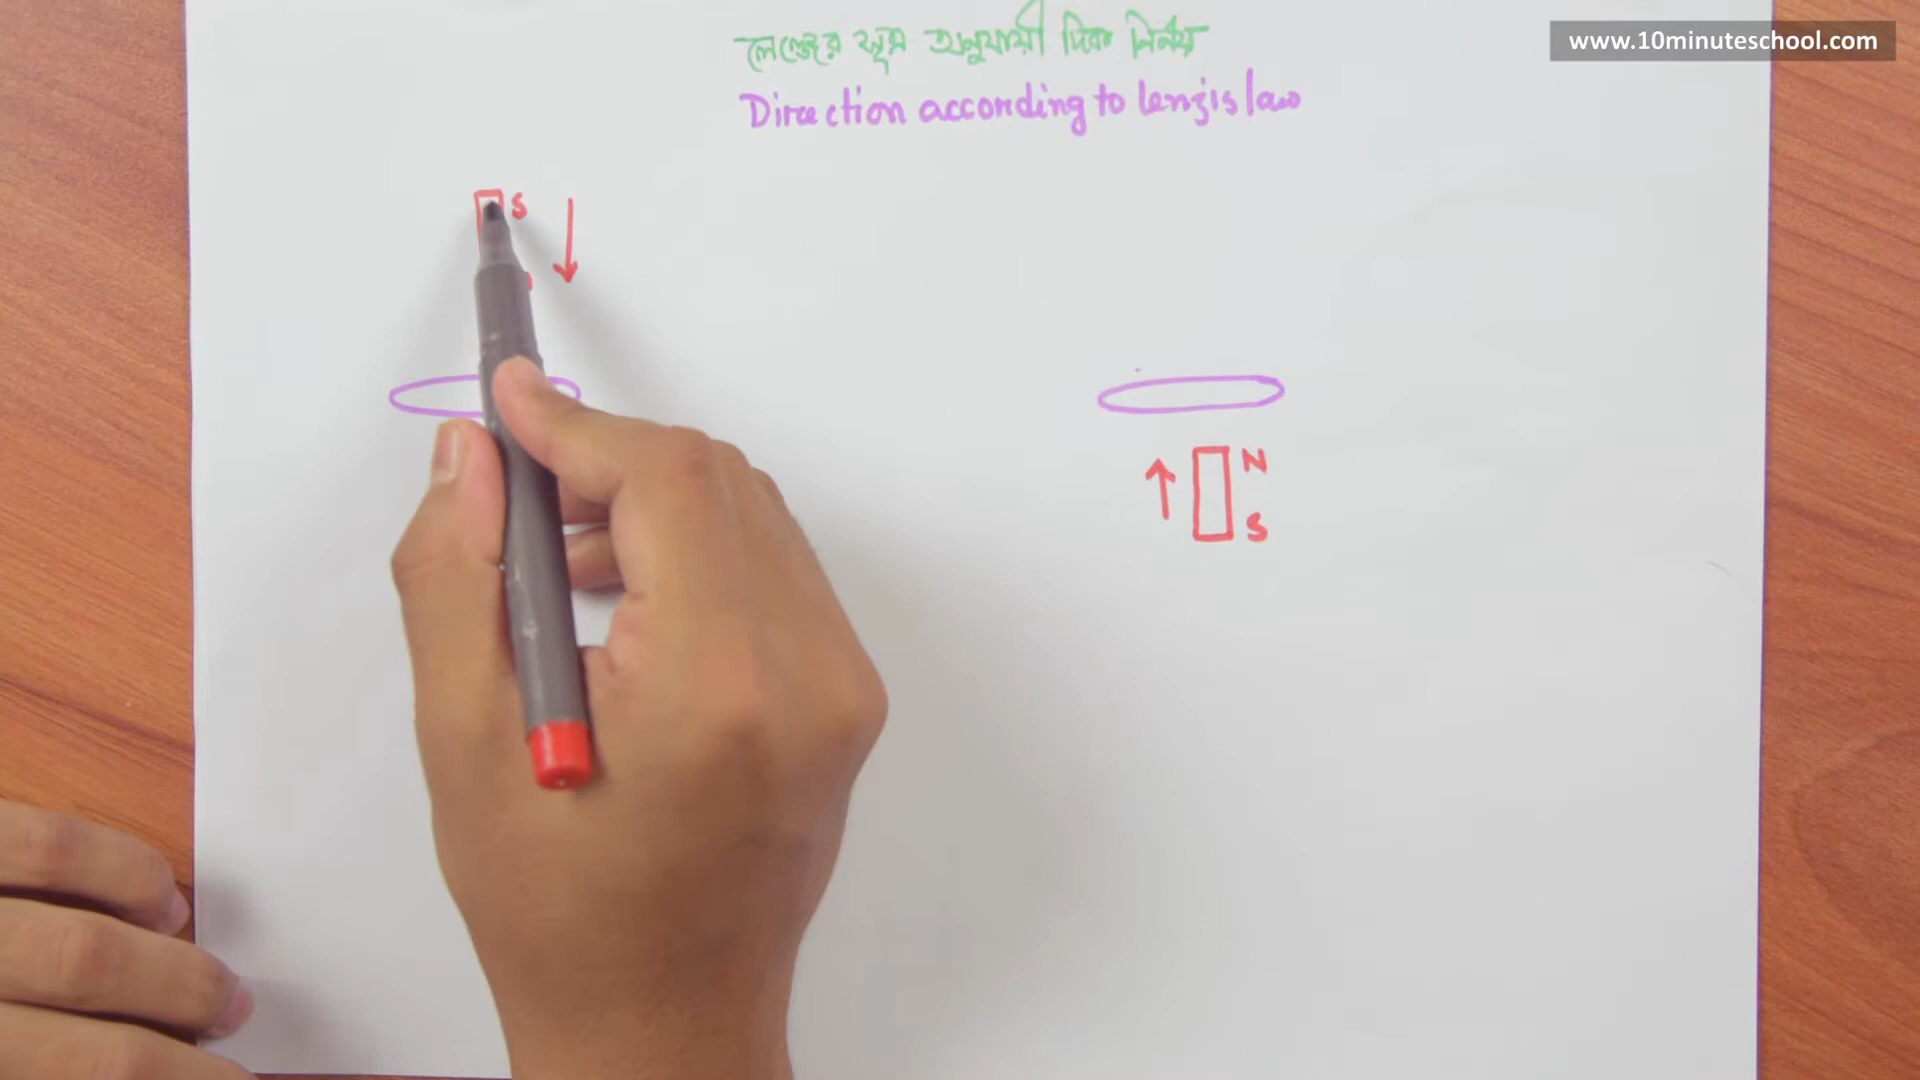 www.10minuteschool.com
লেঞ্জের সূত্র অনুযায়ী দিক নির্ণয়
Direction according to lenz's law
S
N
S